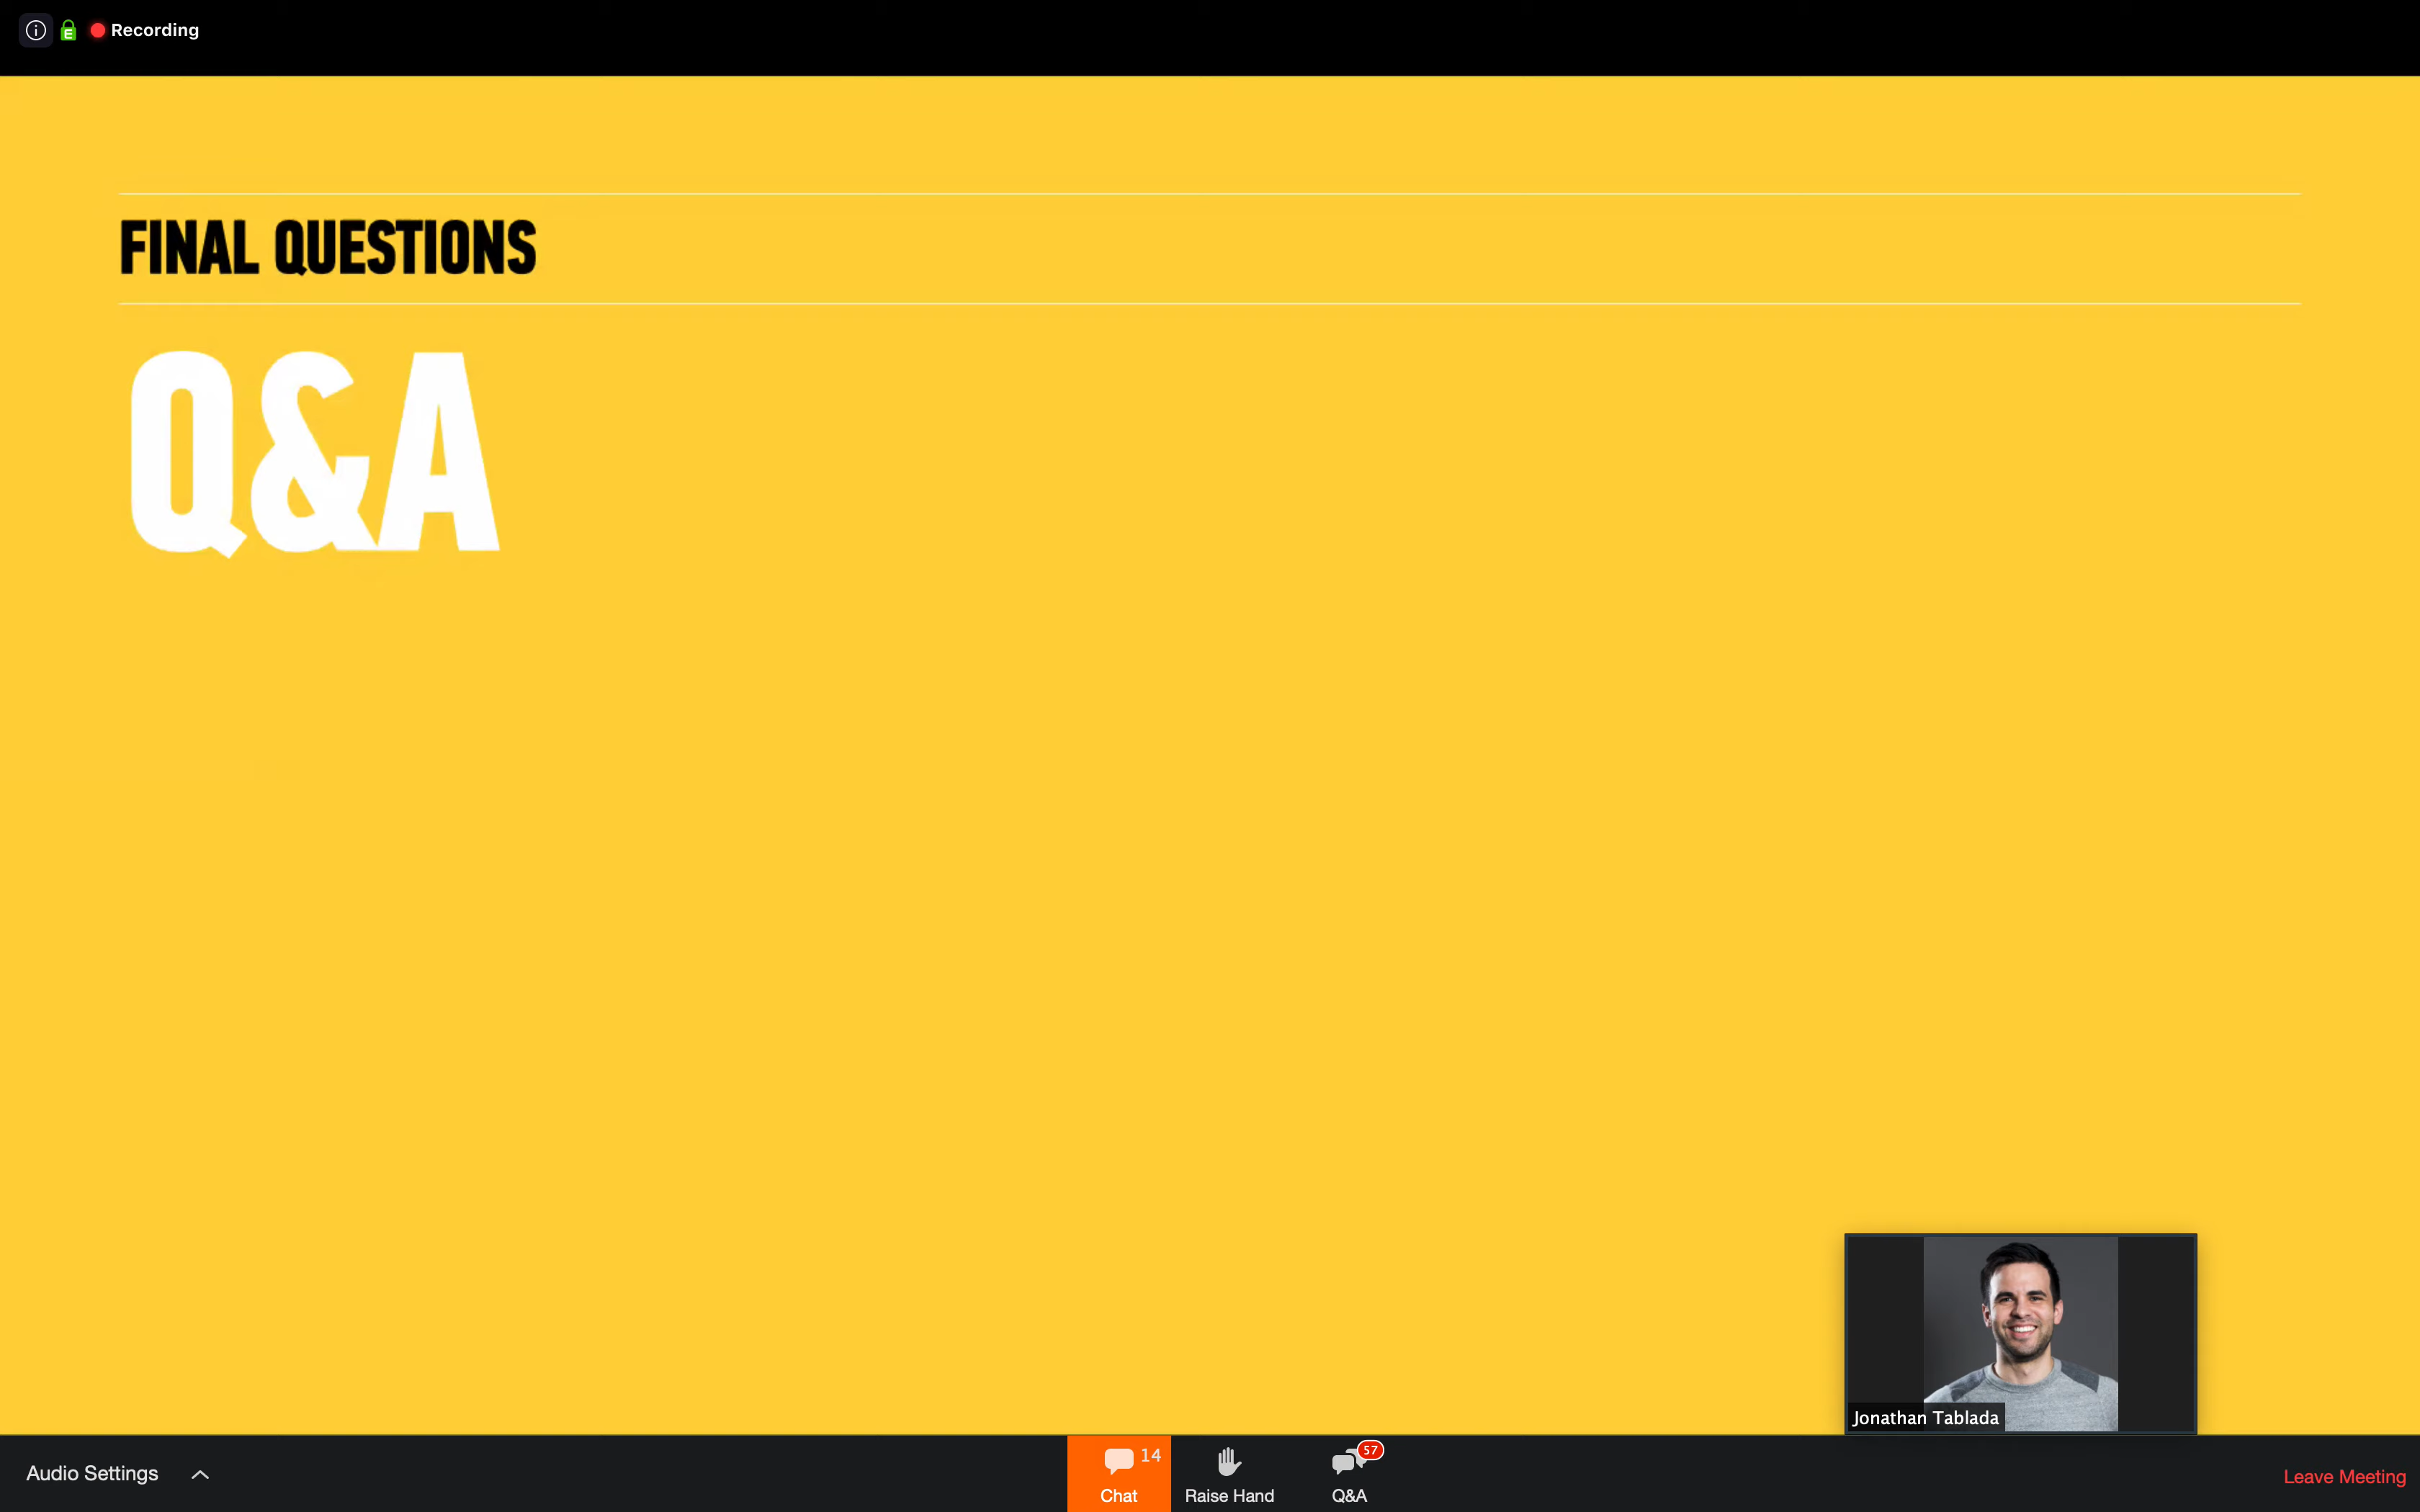 Recording
FINAL QUESTIONS
Q&A
Jonathan Tablada
Audio Settings
14
Chat
Raise Hand
57
Q&A
Leave Meeting